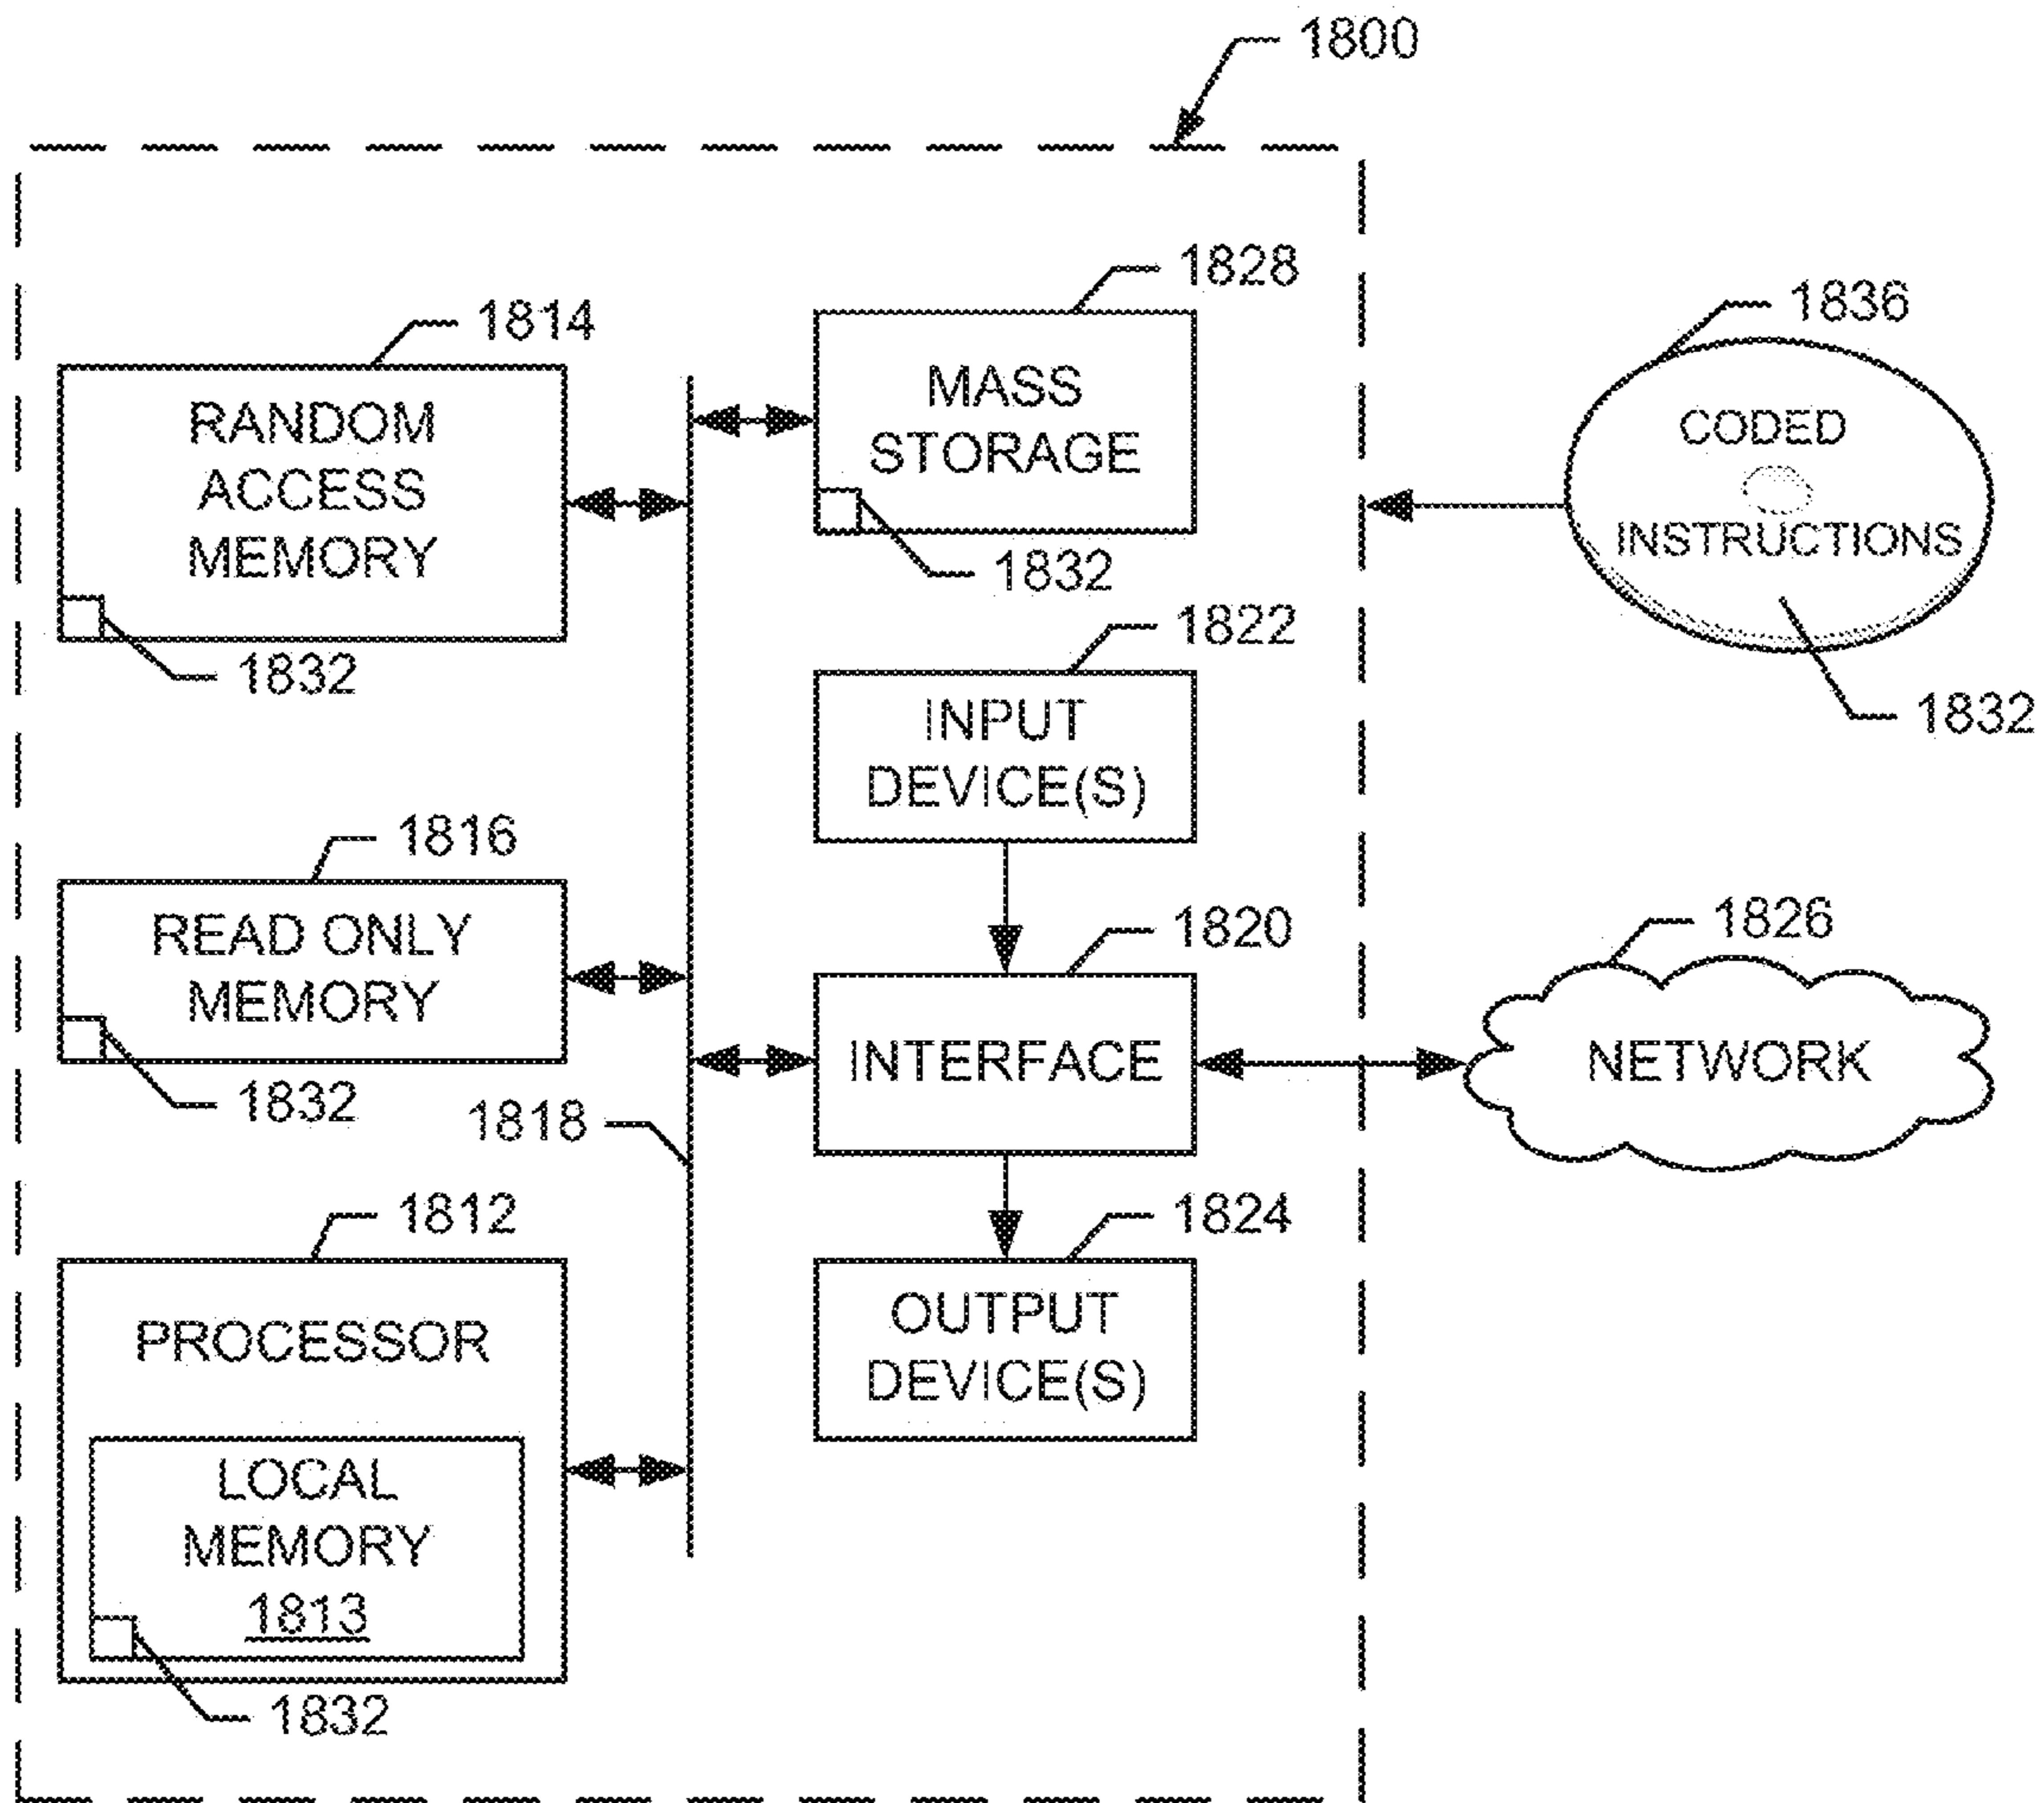 1800
1828
1814
1836
MASS
STORAGE
RANDOM
ACCESS
MEMORY
CODED
INSTRUCTIONS
1832
1832
1832
1822
INPUT
DEVICE(S)
1816
READ ONLY
MEMORY
1832
1820
INTERFACE
1826
NETWORK
1818
1812
PROCESSOR
LOCAL
MEMORY
1813
1832
1824
OUTPUT
DEVICE(S)